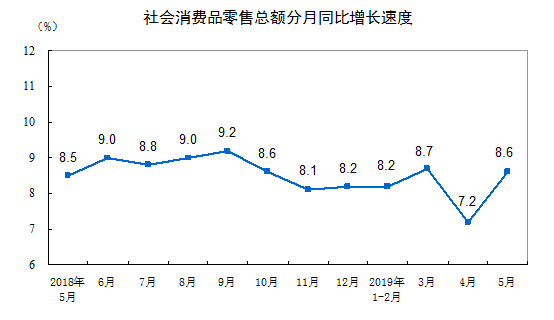 社会消费品零售总额分月同比增长速度
(%)
12
11
10
9
8
7
6
8.5
9.0
8.8
9.0
9.2
8.6
8.1
8.2
8.2
8.7
7.2
8.6
2018年
5月
6月
7月
8月
9月
10月
11月
12月
2019年
1-2月
3月
4月
5月